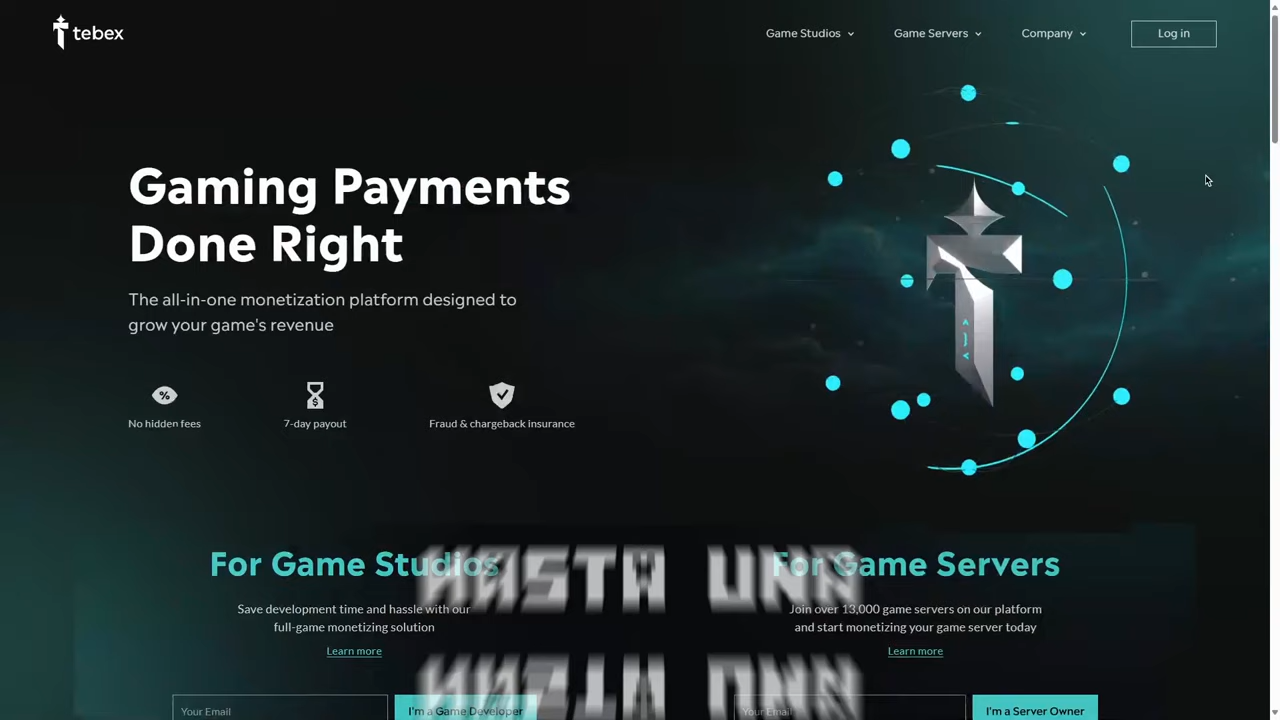 tebex
Game Studios
Game Servers
Company
Log in
Gaming Payments
Done Right
The all-in-one monetization platform designed to
grow your game's revenue
No hidden fees
7-day payout
Fraud & chargeback insurance
For Game Studios
Save development time and hassle with our
full-game monetizing solution
Learn more
Your Email
I'm a Game Developer
For Game Servers
Join over 13,000 game servers on our platform
and start monetizing your game server today
Learn more
Your Email
I'm a Server Owner
HASTA UNA